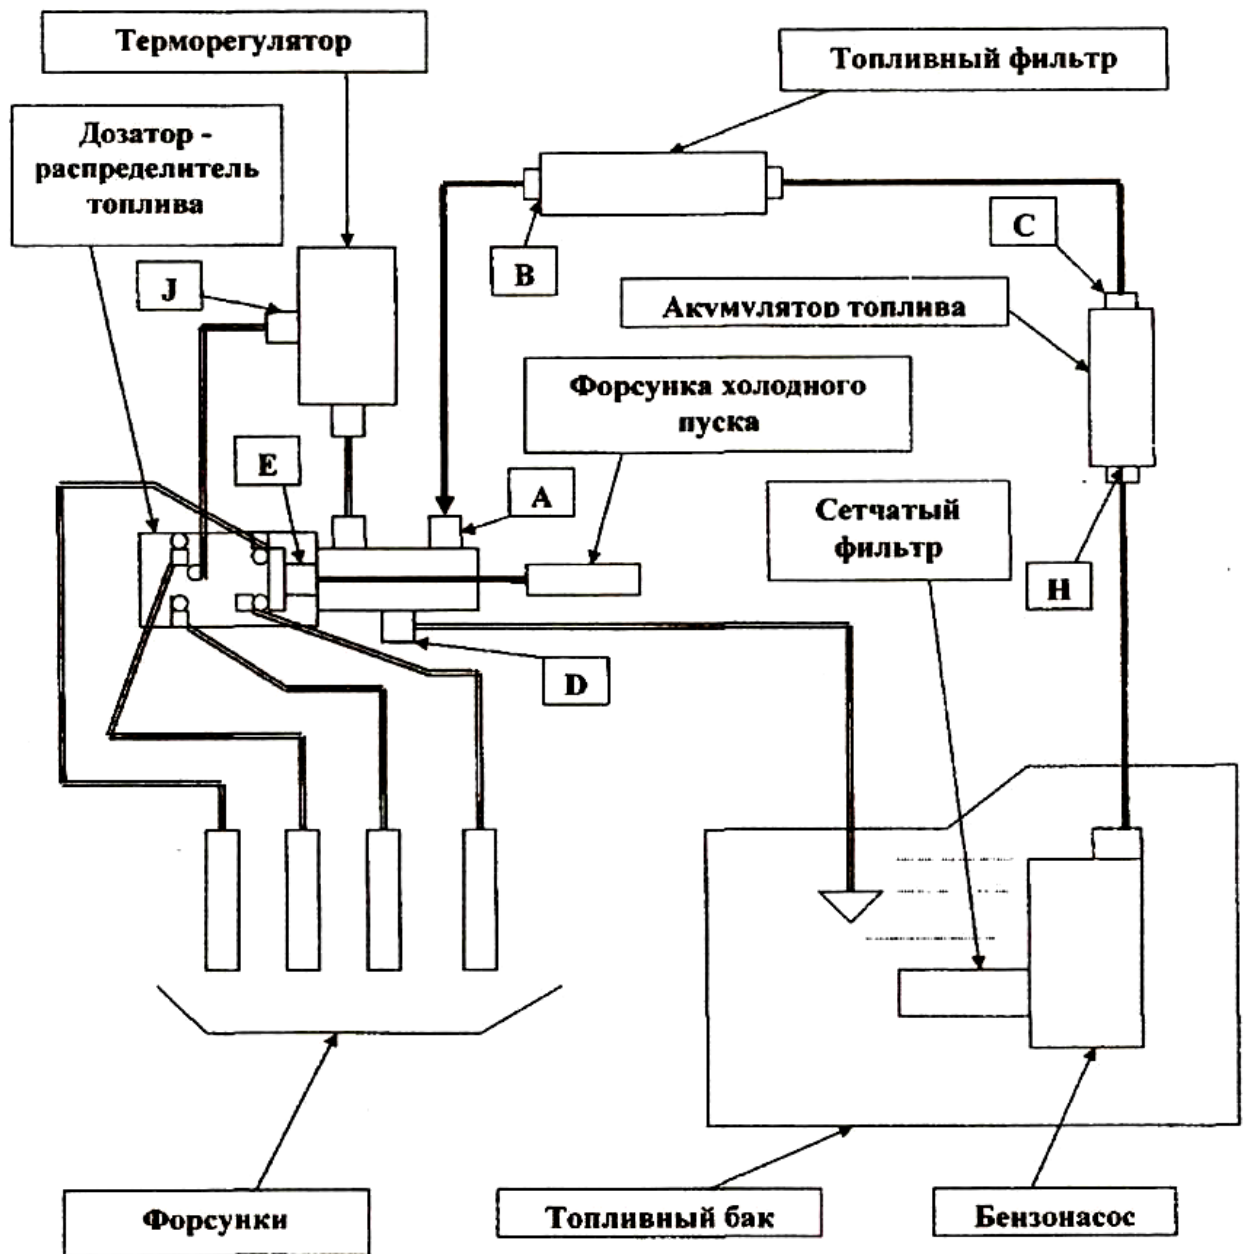 Терморегулятор
Топливный фильтр
Дозатор -
распределитель
топлива
C
B
J
Акумулятор топлива
Форсунка холодного
пуска
E
A
Сетчатый
фильтр
H
D
Форсунки
Топливный бак
Бензонасос